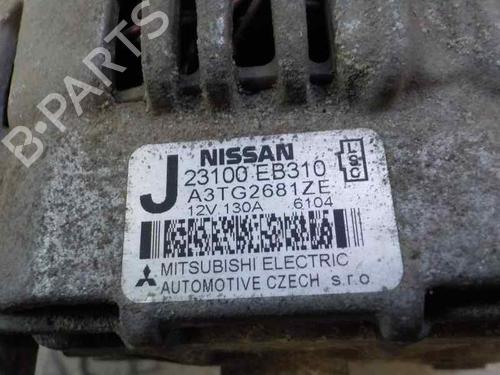 B-PARTS
J
NISSAN
23100 EB310
A3TG2681ZE
12V 130A 6104
MITSUBISHI ELECTRIC
AUTOMOTIVE CZECH s.r.o